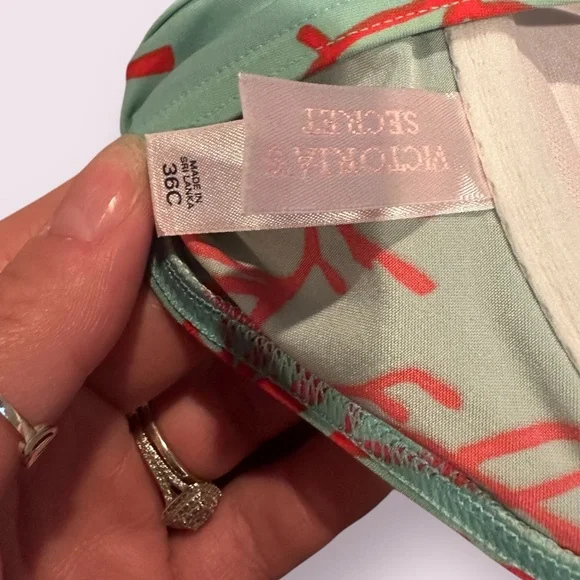 VICTORIA'S
SECRET
MADE IN
SRI LANKA
36C